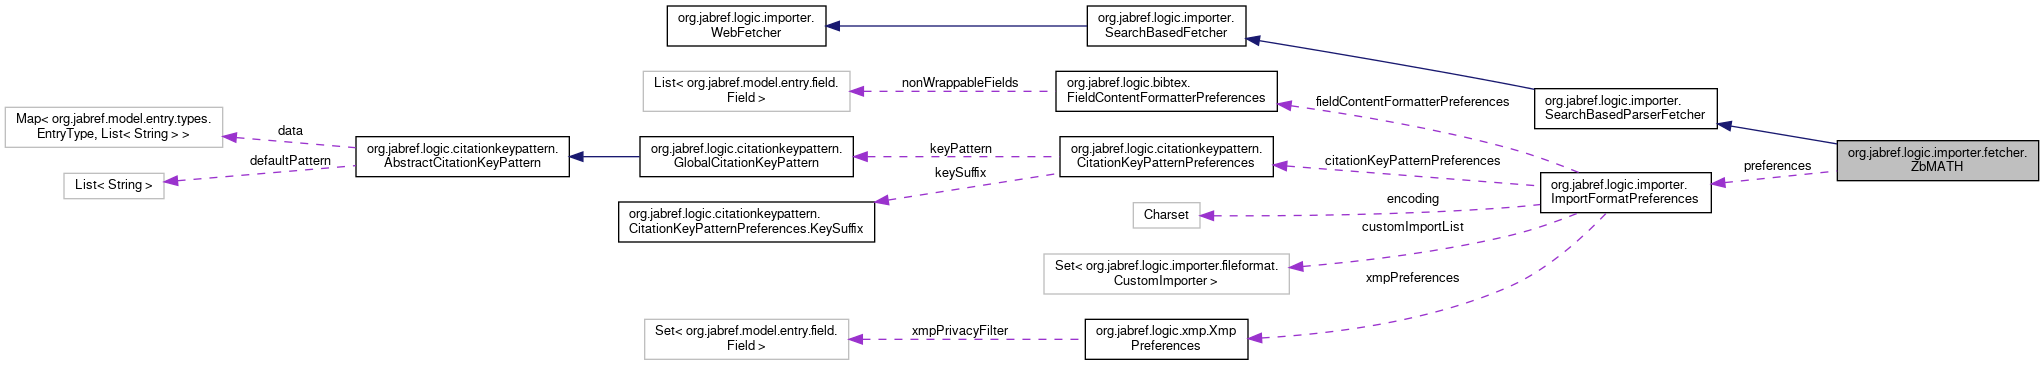 org.jabref.logic.importer.
WebFetcher
org.jabref.logic.importer.
SearchBasedFetcher
List< org.jabref.model.entry.field.
Field >
nonWrappableFields
org.jabref.logic.bibtex.
FieldContentFormatterPreferences
fieldContentFormatterPreferences
org.jabref.logic.importer.
SearchBasedParserFetcher
Map< org.jabref.model.entry.types.
EntryType, List< String > >
data
defaultPattern
List< String >
org.jabref.logic.citationkeypattern.
AbstractCitationKeyPattern
org.jabref.logic.citationkeypattern.
GlobalCitationKeyPattern
keyPattern
keySuffix
org.jabref.logic.citationkeypattern.
CitationKeyPatternPreferences
citationKeyPatternPreferences
org.jabref.logic.importer.
ImportFormatPreferences
preferences
org.jabref.logic.importer.fetcher.
ZbMATH
org.jabref.logic.citationkeypattern.
CitationKeyPatternPreferences.KeySuffix
Charset
encoding
customImportList
Set< org.jabref.logic.importer.fileformat.
CustomImporter >
xmpPreferences
Set< org.jabref.model.entry.field.
Field >
xmpPrivacyFilter
org.jabref.logic.xmp.Xmp
Preferences